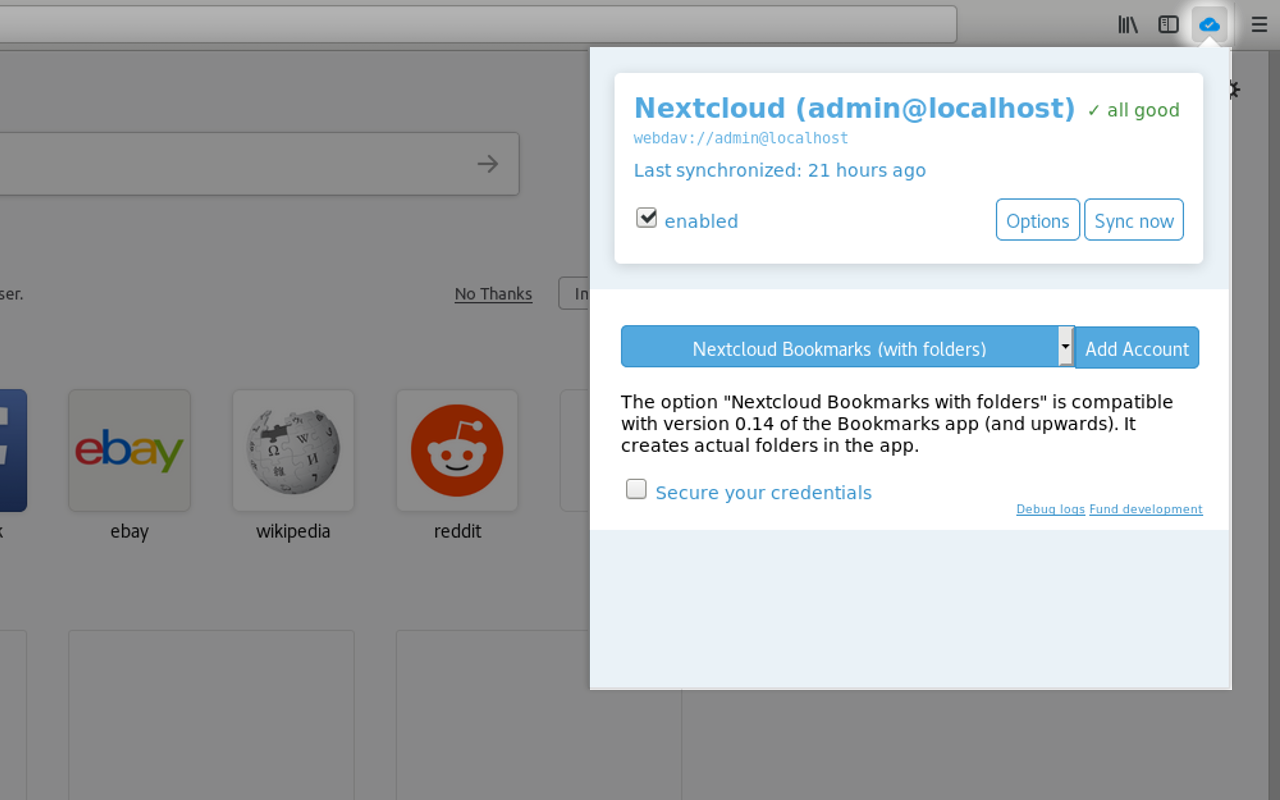 Nextcloud (admin@localhost) ✓ all good
webdav://admin@localhost
Last synchronized: 21 hours ago
enabled
Options Sync now
ser.
No Thanks
In
Nextcloud Bookmarks (with folders) Add Account
The option "Nextcloud Bookmarks with folders" is compatible
with version 0.14 of the Bookmarks app (and upwards). It
creates actual folders in the app.
Secure your credentials
Debug logs Fund development
ebay
k
ebay
wikipedia
reddit